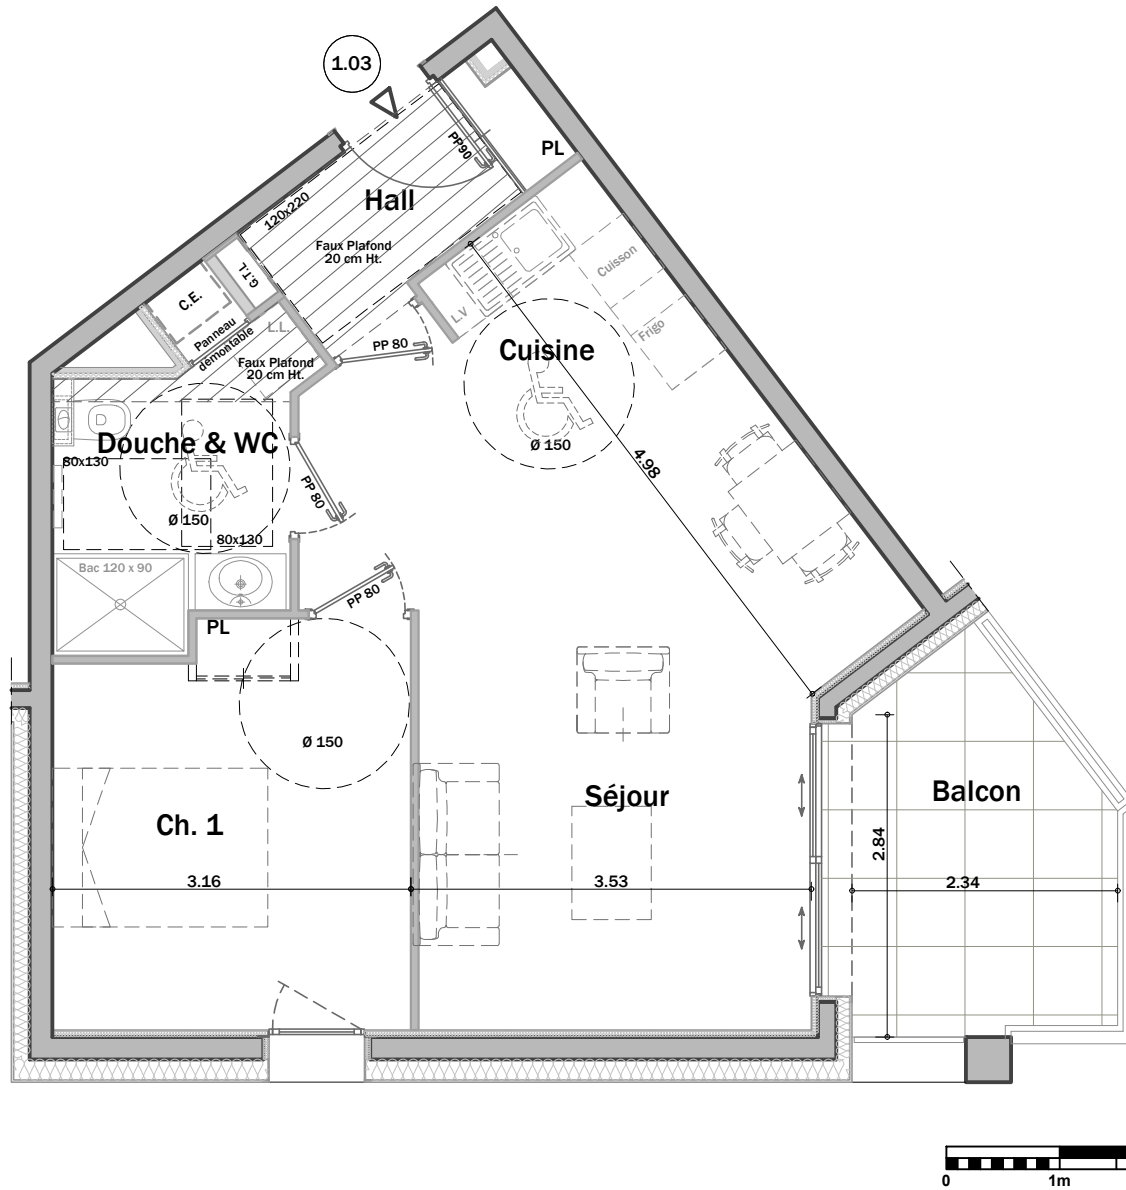 1.03
PP90
PL
Hall
120x220
Faux Plafond
20 cm Ht.
G.T.L
C.E.
Panneau
démontable
L.L.
Faux Plafond
20 cm Ht.
L.V
Cuisson
Frigo
PP 80
Cuisine
Ø 150
Douche & WC
80x130
Ø 150
80x130
PP 80
4.98
Bac 120 x 90
PP 80
PL
Ø 150
Séjour
Balcon
Ch. 1
2.84
3.16
3.53
2.34
0
1m